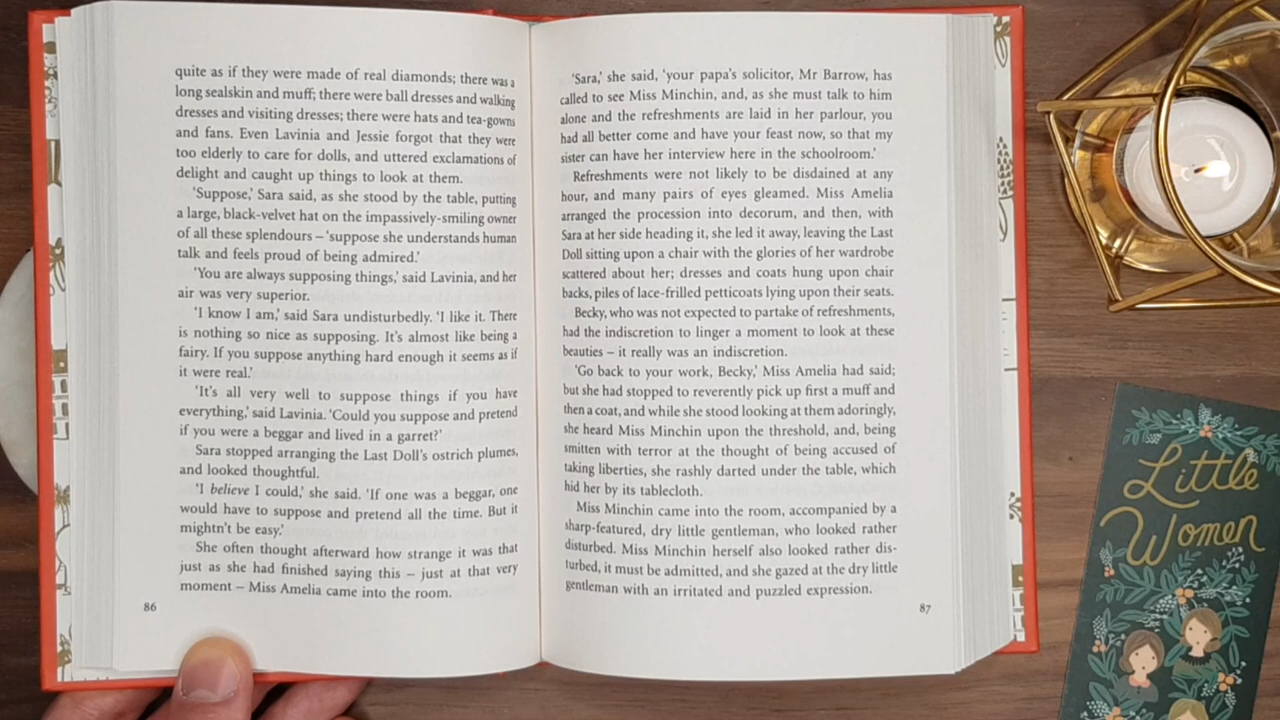 quite as if they were made of real diamonds; there was a
long sealskin and muff; there were ball dresses and walking
dresses and visiting dresses; there were hats and tea-gowns
and fans. Even Lavinia and Jessie forgot that they were
too elderly to care for dolls, and uttered exclamations of
delight and caught up things to look at them.
‘Suppose,’ Sara said, as she stood by the table, putting
a large, black-velvet hat on the impassively-smiling owner
of all these splendours – ‘suppose she understands human
talk and feels proud of being admired.’
‘You are always supposing things,’ said Lavinia, and her
air was very superior.
‘I know I am,’ said Sara undisturbedly. ‘I like it. There
is nothing so nice as supposing. It’s almost like being a
fairy. If you suppose anything hard enough it seems as if
it were real.’
‘It’s all very well to suppose things if you have
everything,’ said Lavinia. ‘Could you suppose and pretend
if you were a beggar and lived in a garret?’
Sara stopped arranging the Last Doll’s ostrich plumes,
and looked thoughtful.
‘I believe I could,’ she said. ‘If one was a beggar, one
would have to suppose and pretend all the time. But it
mightn’t be easy.’
She often thought afterward how strange it was that
just as she had finished saying this – just at that very
moment – Miss Amelia came into the room.
86
‘Sara,’ she said, ‘your papa’s solicitor, Mr Barrow, has
called to see Miss Minchin, and, as she must talk to him
alone and the refreshments are laid in her parlour, you
had all better come and have your feast now, so that my
sister can have her interview here in the schoolroom.’
Refreshments were not likely to be disdained at any
hour, and many pairs of eyes gleamed. Miss Amelia
arranged the procession into decorum, and then, with
Sara at her side heading it, she led it away, leaving the Last
Doll sitting upon a chair with the glories of her wardrobe
scattered about her; dresses and coats hung upon chair
backs, piles of lace-frilled petticoats lying upon their seats.
Becky, who was not expected to partake of refreshments,
had the indiscretion to linger a moment to look at these
beauties – it really was an indiscretion.
‘Go back to your work, Becky,’ Miss Amelia had said;
but she had stopped to reverently pick up first a muff and
then a coat, and while she stood looking at them adoringly,
she heard Miss Minchin upon the threshold, and, being
smitten with terror at the thought of being accused of
taking liberties, she rashly darted under the table, which
hid her by its tablecloth.
Miss Minchin came into the room, accompanied by a
sharp-featured, dry little gentleman, who looked rather
disturbed. Miss Minchin herself also looked rather dis-
turbed, it must be admitted, and she gazed at the dry little
gentleman with an irritated and puzzled expression.
87
Little
Women